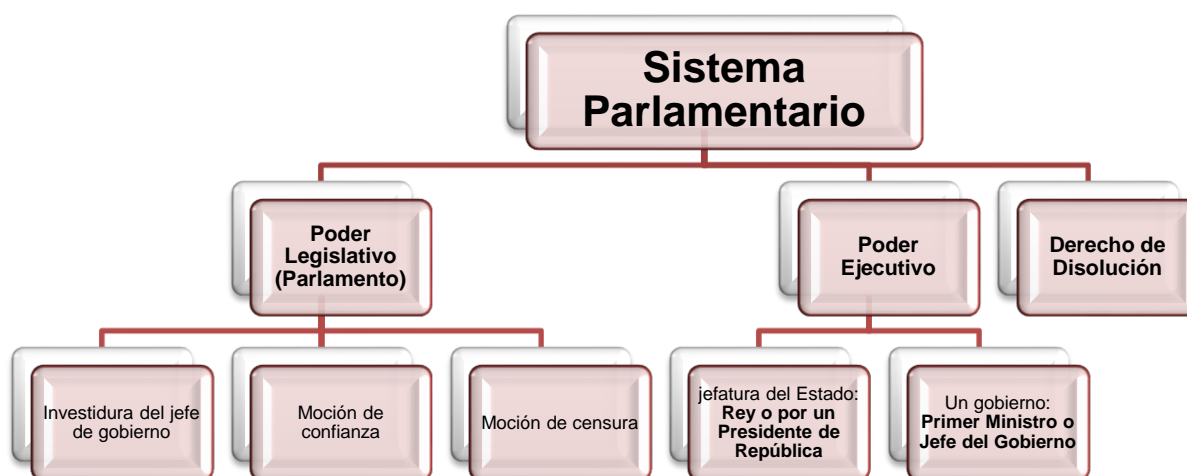 Sistema
Parlamentario
Poder
Legislativo
(Parlamento)
Poder
Ejecutivo
Derecho de
Disolución
Investidura del jefe
de gobierno
Moción de
confianza
Moción de censura
jefatura del Estado:
Rey o por un
Presidente de
República
Un gobierno:
Primer Ministro o
Jefe del Gobierno